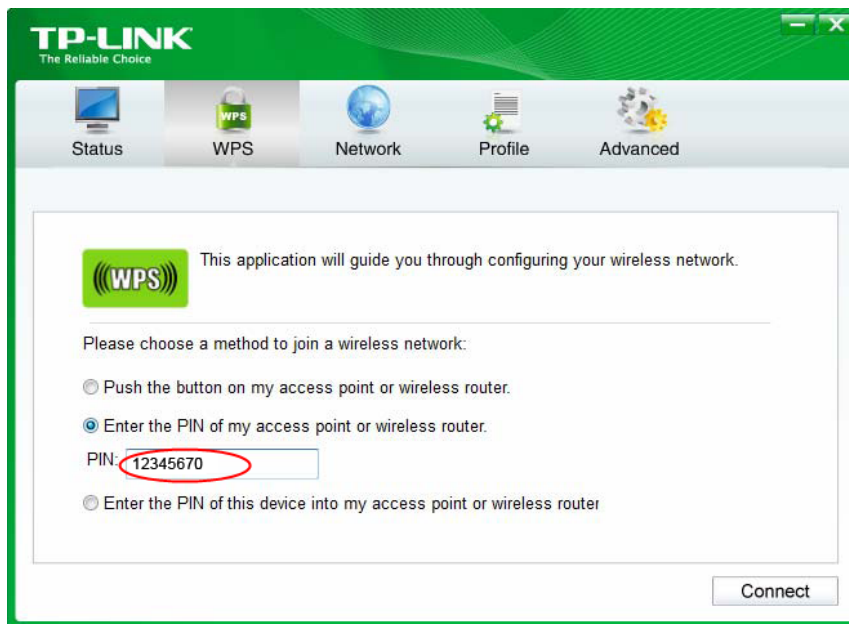 TP-LINK
The Reliable Choice
Status WPS Network Profile Advanced
WPS
(((WPS))) This application will guide you through configuring your wireless network.
Please choose a method to join a wireless network:
Push the button on my access point or wireless router.
Enter the PIN of my access point or wireless router.
PIN: 12345670
Enter the PIN of this device into my access point or wireless router
Connect